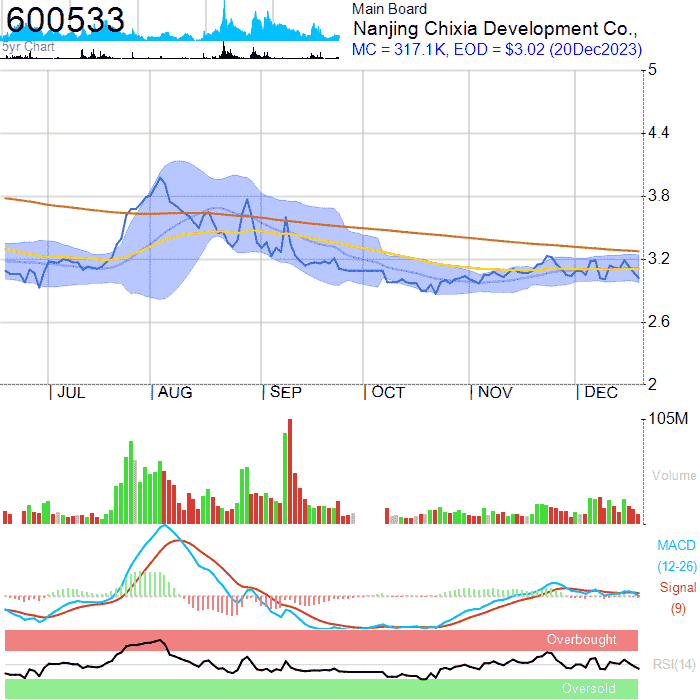 600533
5yr Chart
Main Board
Nanjing Chixia Development Co.,
MC = 317.1K, EOD = $3.02 (20Dec2023)
5
4.4
3.8
3.2
2.6
2
JUL
AUG
SEP
OCT
NOV
DEC
105M
Volume
MACD
(12-26)
Signal
(9)
Overbought
RSI(14)
Oversold